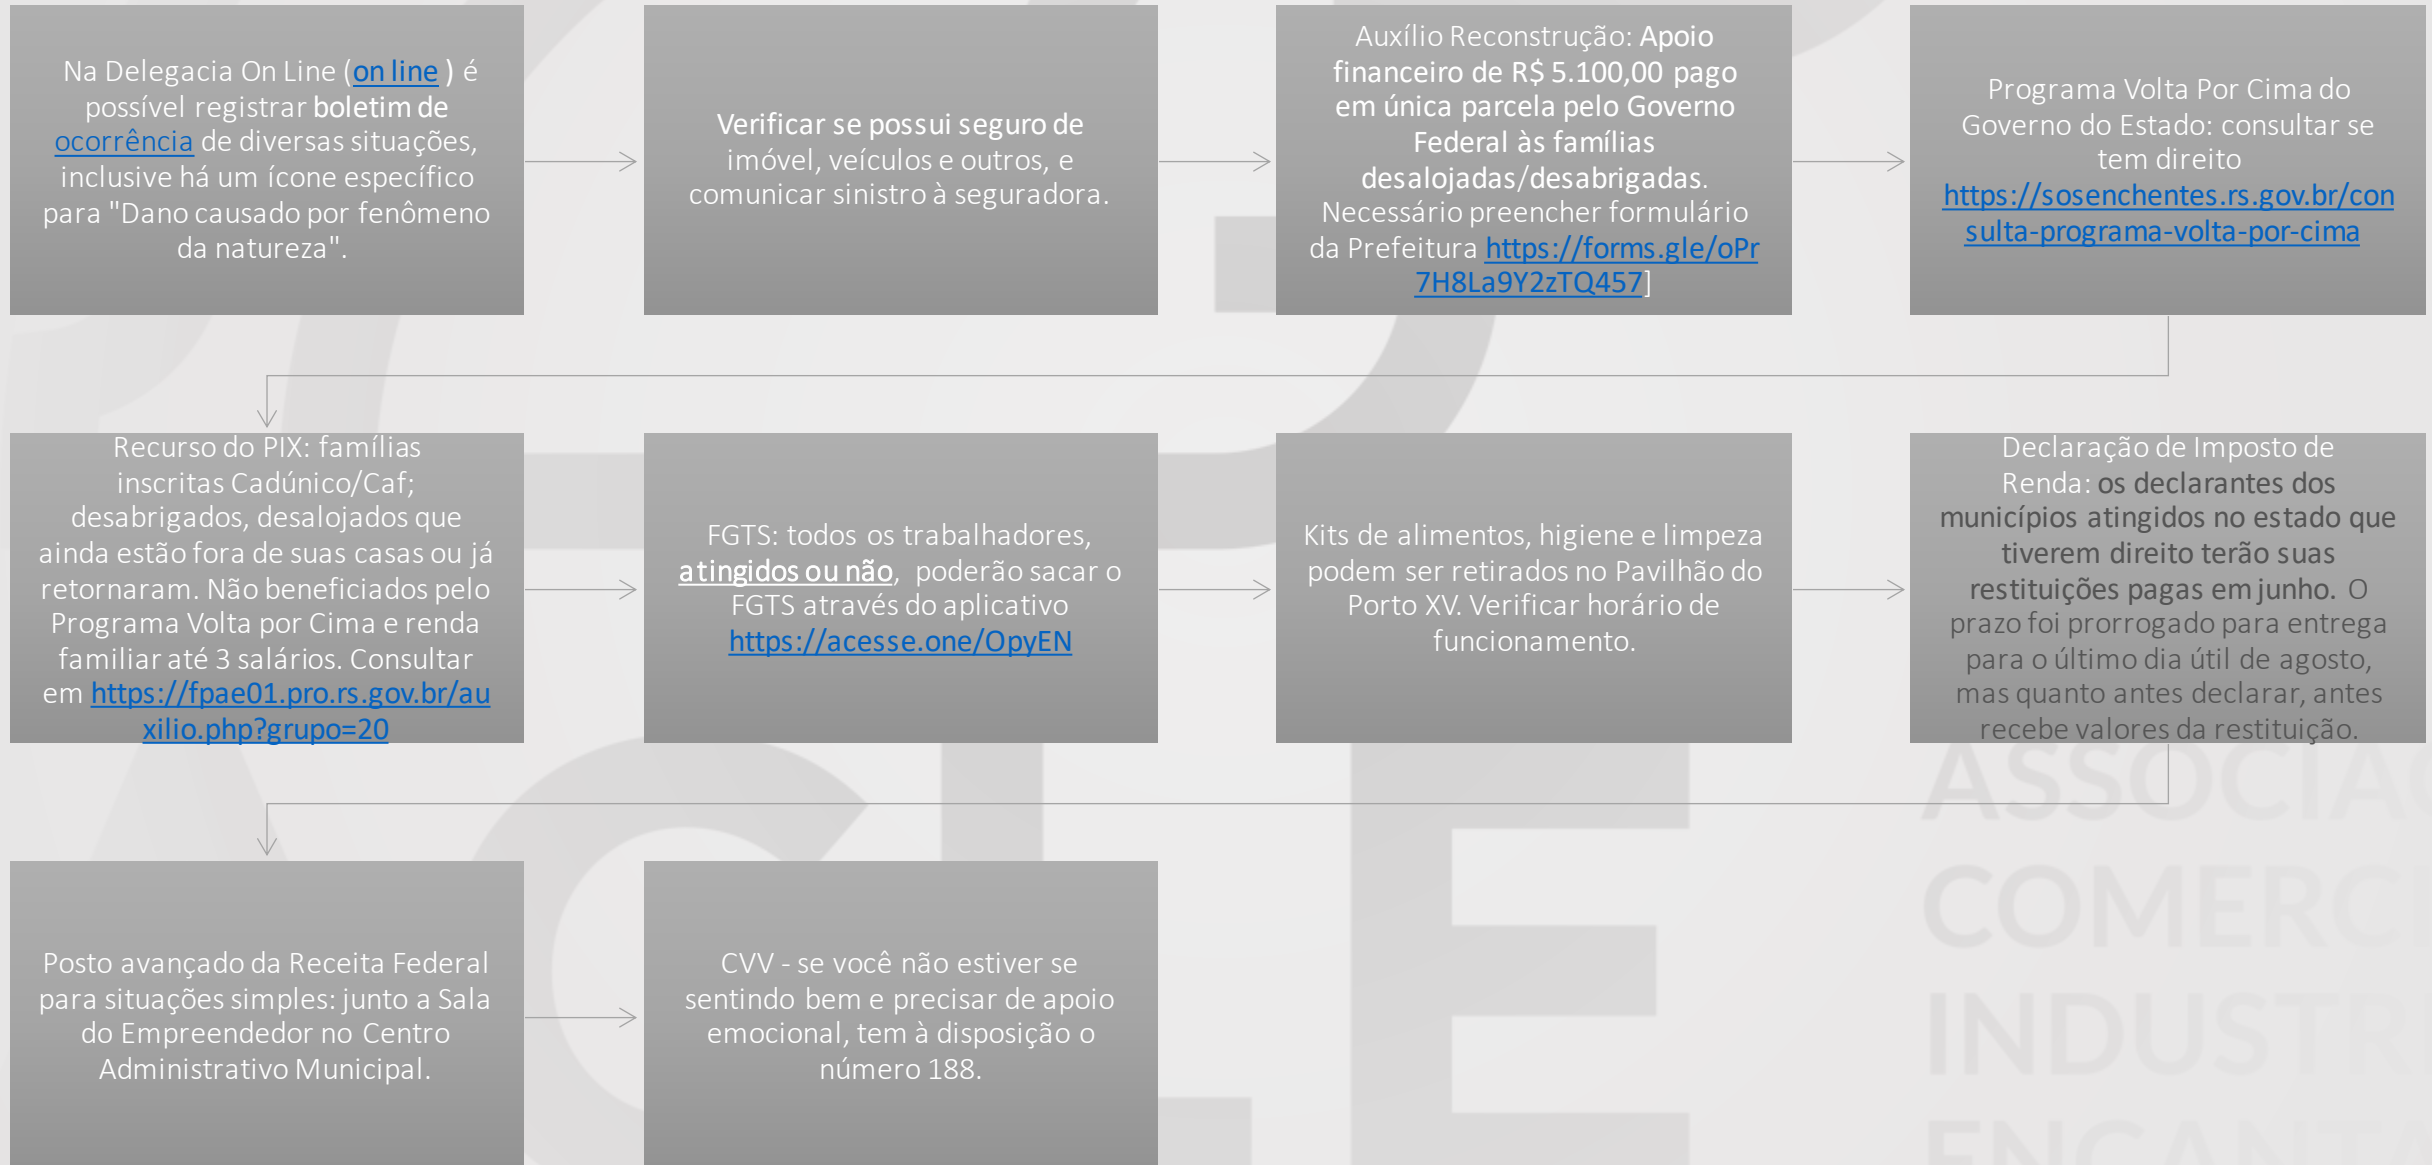 Na Delegacia On Line (on line ) é
possível registrar boletim de
ocorrência de diversas situações,
inclusive há um ícone específico
para "Dano causado por fenômeno
da natureza".
Verificar se possui seguro de
imóvel, veículos e outros, e
comunicar sinistro à seguradora.
Auxílio Reconstrução: Apoio
financeiro de R$ 5.100,00 pago
em única parcela pelo Governo
Federal às famílias
desalojadas/desabrigadas.
Necessário preencher formulário
da Prefeitura https://forms.gle/oPr
7H8La9Y2zTQ457]
Programa Volta Por Cima do
Governo do Estado: consultar se
tem direito
https://sosenchentes.rs.gov.br/con
sulta-programa-volta-por-cima
Recurso do PIX: famílias
inscritas Cadúnico/Caf;
desabrigados, desalojados que
ainda estão fora de suas casas ou já
retornaram. Não beneficiados pelo
Programa Volta por Cima e renda
familiar até 3 salários. Consultar
em https://fpae01.pro.rs.gov.br/au
xilio.php?grupo=20
FGTS: todos os trabalhadores,
atingidos ou não, poderão sacar o
FGTS através do aplicativo
https://acesse.one/OpyEN
Kits de alimentos, higiene e limpeza
podem ser retirados no Pavilhão do
Porto XV. Verificar horário de
funcionamento.
Declaração de Imposto de
Renda: os declarantes dos
municípios atingidos no estado que
tiverem direito terão suas
restituições pagas em junho. O
prazo foi prorrogado para entrega
para o último dia útil de agosto,
mas quanto antes declarar, antes
recebe valores da restituição.
Posto avançado da Receita Federal
para situações simples: junto a Sala
do Empreendedor no Centro
Administrativo Municipal.
CVV - se você não estiver se
sentindo bem e precisar de apoio
emocional, tem à disposição o
número 188.
ASSOCIAÇ
COMERCI
INDUSTRI
ENCANTA